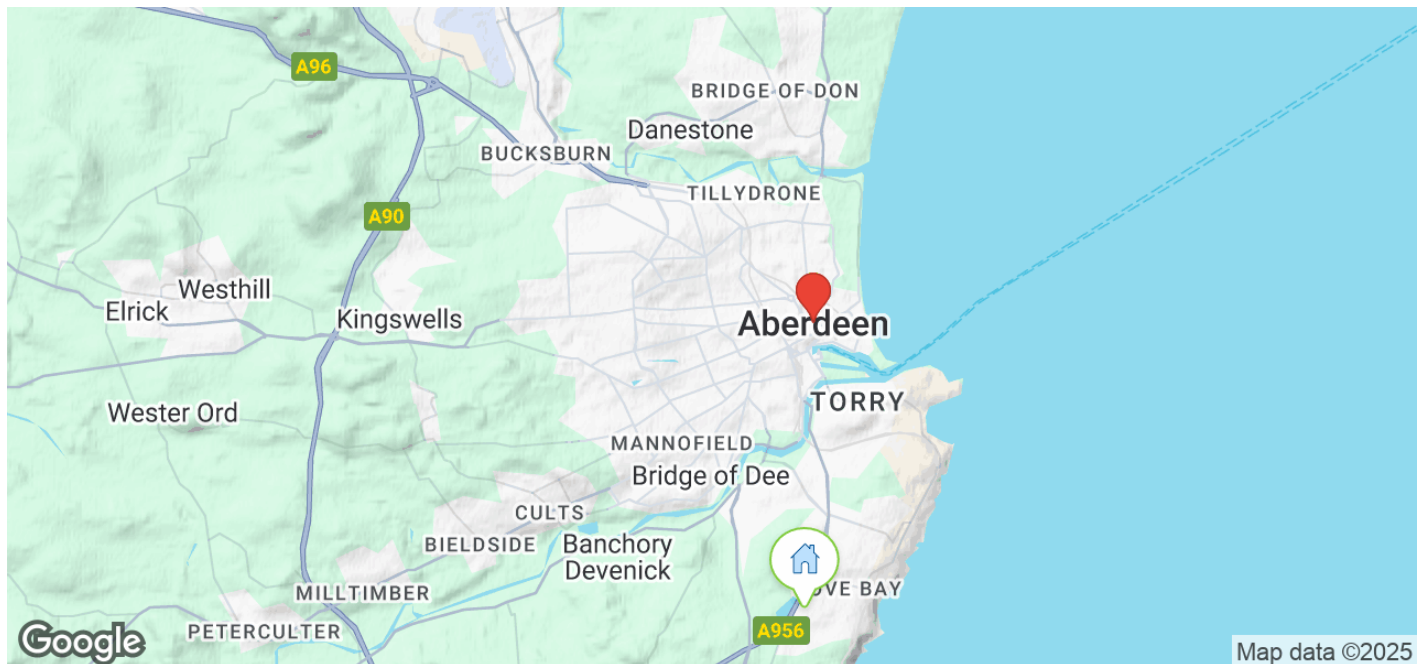 A96
BRIDGE OF DON
Danestone
BUCKSBURN
TILLYDRONE
A90
Westhill
Elrick
Kingswells
Aberdeen
TORRY
Wester Ord
MANNOFIELD
Bridge of Dee
CULTS
BIELDSIDE
Banchory
Devenick
MILLTIMBER
OVE BAY
PETERCULTER
A956
Google
Map data ©2025